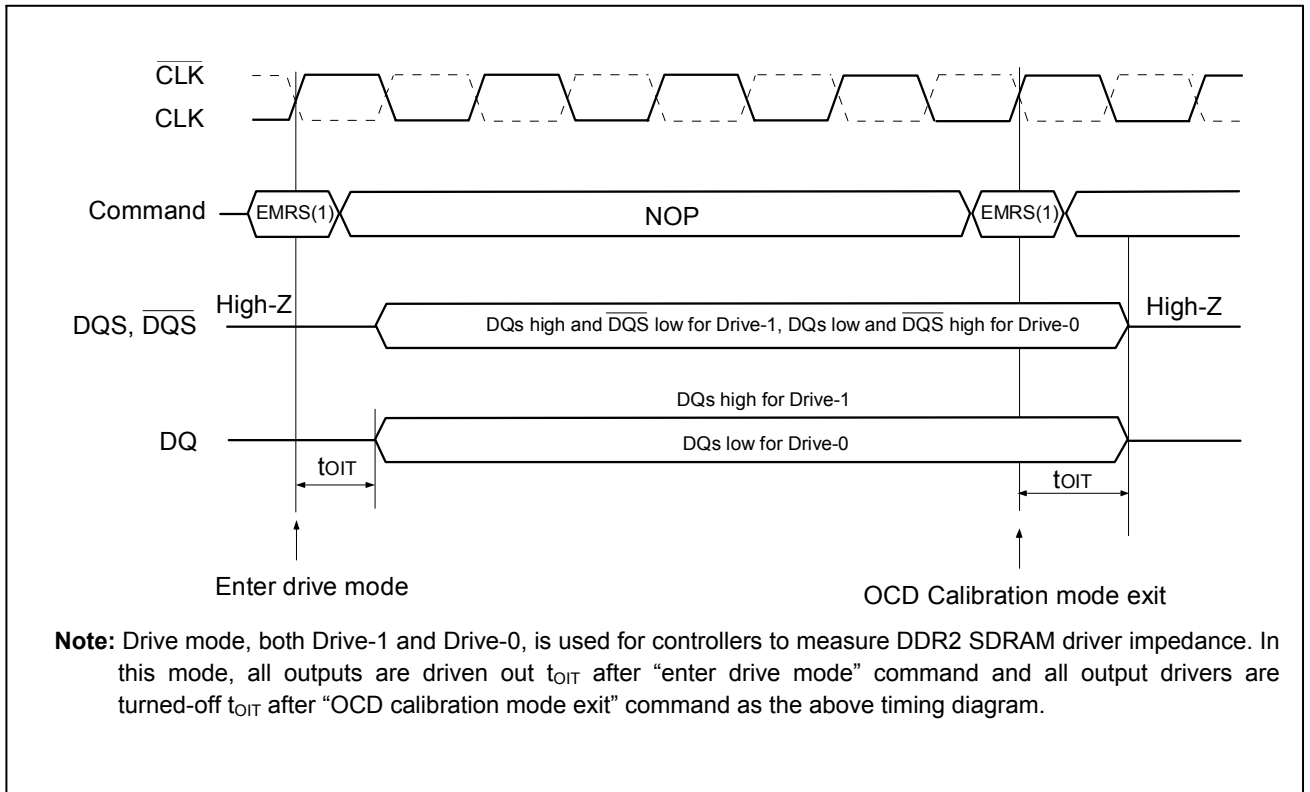 C̅L̅K̅
CLK
Command
EMRS(1)
NOP
EMRS(1)
DQS, D̅Q̅S̅
High-Z
DQs high and D̅Q̅S̅ low for Drive-1, DQs low and D̅Q̅S̅ high for Drive-0
High-Z
DQs high for Drive-1
DQ
DQs low for Drive-0
tOIT
tOIT
Enter drive mode
OCD Calibration mode exit
Note: Drive mode, both Drive-1 and Drive-0, is used for controllers to measure DDR2 SDRAM driver impedance. In
this mode, all outputs are driven out tOIT after “enter drive mode” command and all output drivers are
turned-off tOIT after “OCD calibration mode exit” command as the above timing diagram.